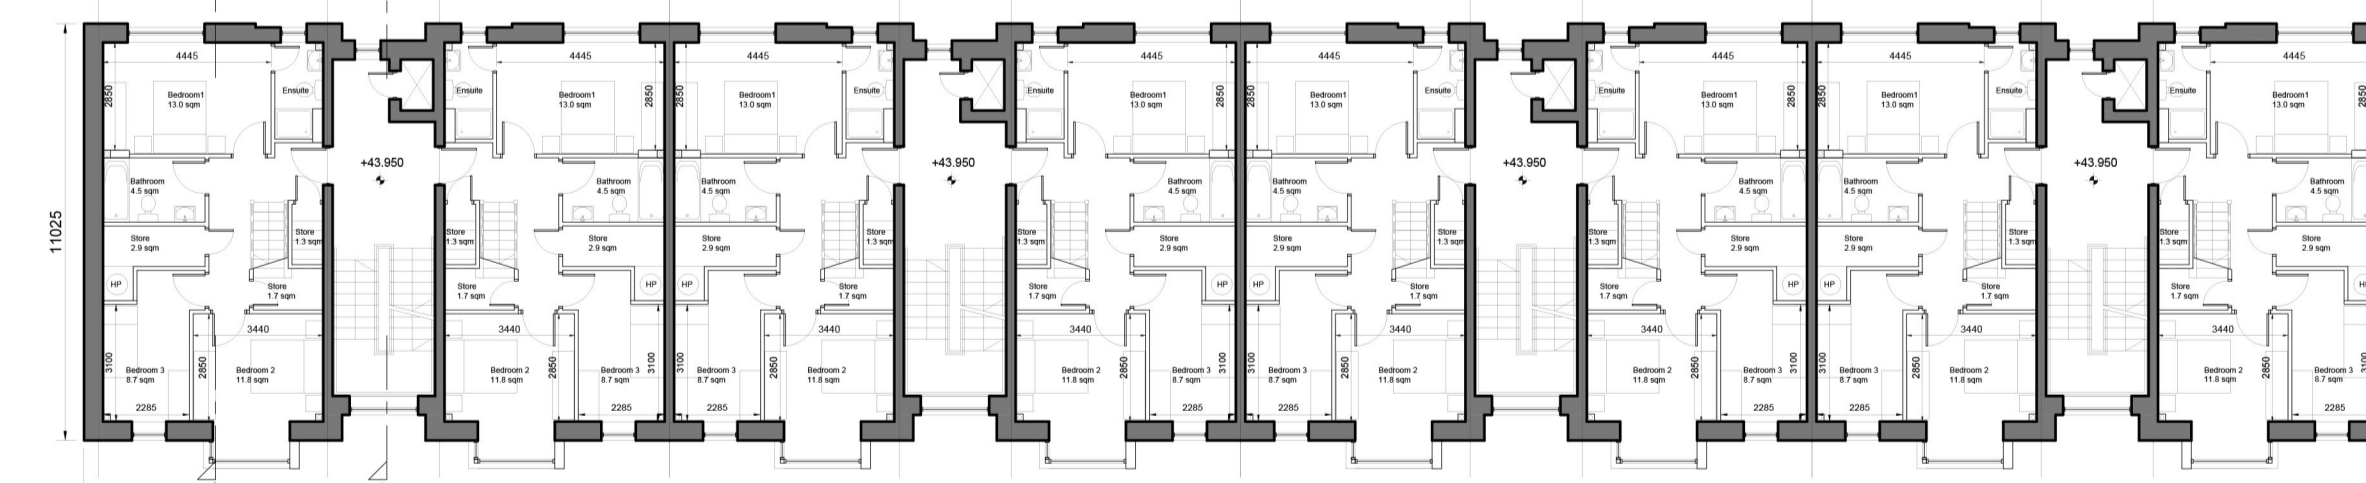 11025
4445
2850
Bedroom1
13.0 sqm
Ensuite
Bathroom
4.5 sqm
Store
2.9 sqm
Store
1.3 sqm
HP
Store
1.7 sqm
3440
3100
Bedroom 3
8.7 sqm
2850
Bedroom 2
11.8 sqm
2285
+43.950
4445
Ensuite
Bedroom1
13.0 sqm
2850
Bathroom
4.5 sqm
Store
1.3 sqm
Store
2.9 sqm
Store
1.7 sqm
HP
3440
Bedroom 2
11.8 sqm
2850
Bedroom 3
8.7 sqm
3100
2285
4445
2850
Bedroom1
13.0 sqm
Ensuite
Bathroom
4.5 sqm
Store
2.9 sqm
Store
1.3 sqm
HP
Store
1.7 sqm
3440
3100
Bedroom 3
8.7 sqm
2850
Bedroom 2
11.8 sqm
2285
+43.950
4445
Ensuite
Bedroom1
13.0 sqm
2850
Bathroom
4.5 sqm
Store
1.3 sqm
Store
2.9 sqm
Store
1.7 sqm
HP
3440
Bedroom 2
11.8 sqm
2850
Bedroom 3
8.7 sqm
3100
2285
4445
2850
Bedroom1
13.0 sqm
Ensuite
Bathroom
4.5 sqm
Store
2.9 sqm
Store
1.3 sqm
HP
Store
1.7 sqm
3440
3100
Bedroom 3
8.7 sqm
2850
Bedroom 2
11.8 sqm
2285
+43.950
4445
Ensuite
Bedroom1
13.0 sqm
2850
Bathroom
4.5 sqm
Store
1.3 sqm
Store
2.9 sqm
Store
1.7 sqm
HP
3440
Bedroom 2
11.8 sqm
2850
Bedroom 3
8.7 sqm
3100
2285
4445
2850
Bedroom1
13.0 sqm
Ensuite
Bathroom
4.5 sqm
Store
2.9 sqm
Store
1.3 sqm
HP
Store
1.7 sqm
3440
3100
Bedroom 3
8.7 sqm
2850
Bedroom 2
11.8 sqm
2285
+43.950
4445
Ensuite
Bedroom1
13.0 sqm
2850
Bathroom
4.5 sqm
Store
1.3 sqm
Store
2.9 sqm
Store
1.7 sqm
3440
Bedroom 2
11.8 sqm
2850
Bedroom 3
8.7 sqm
2285